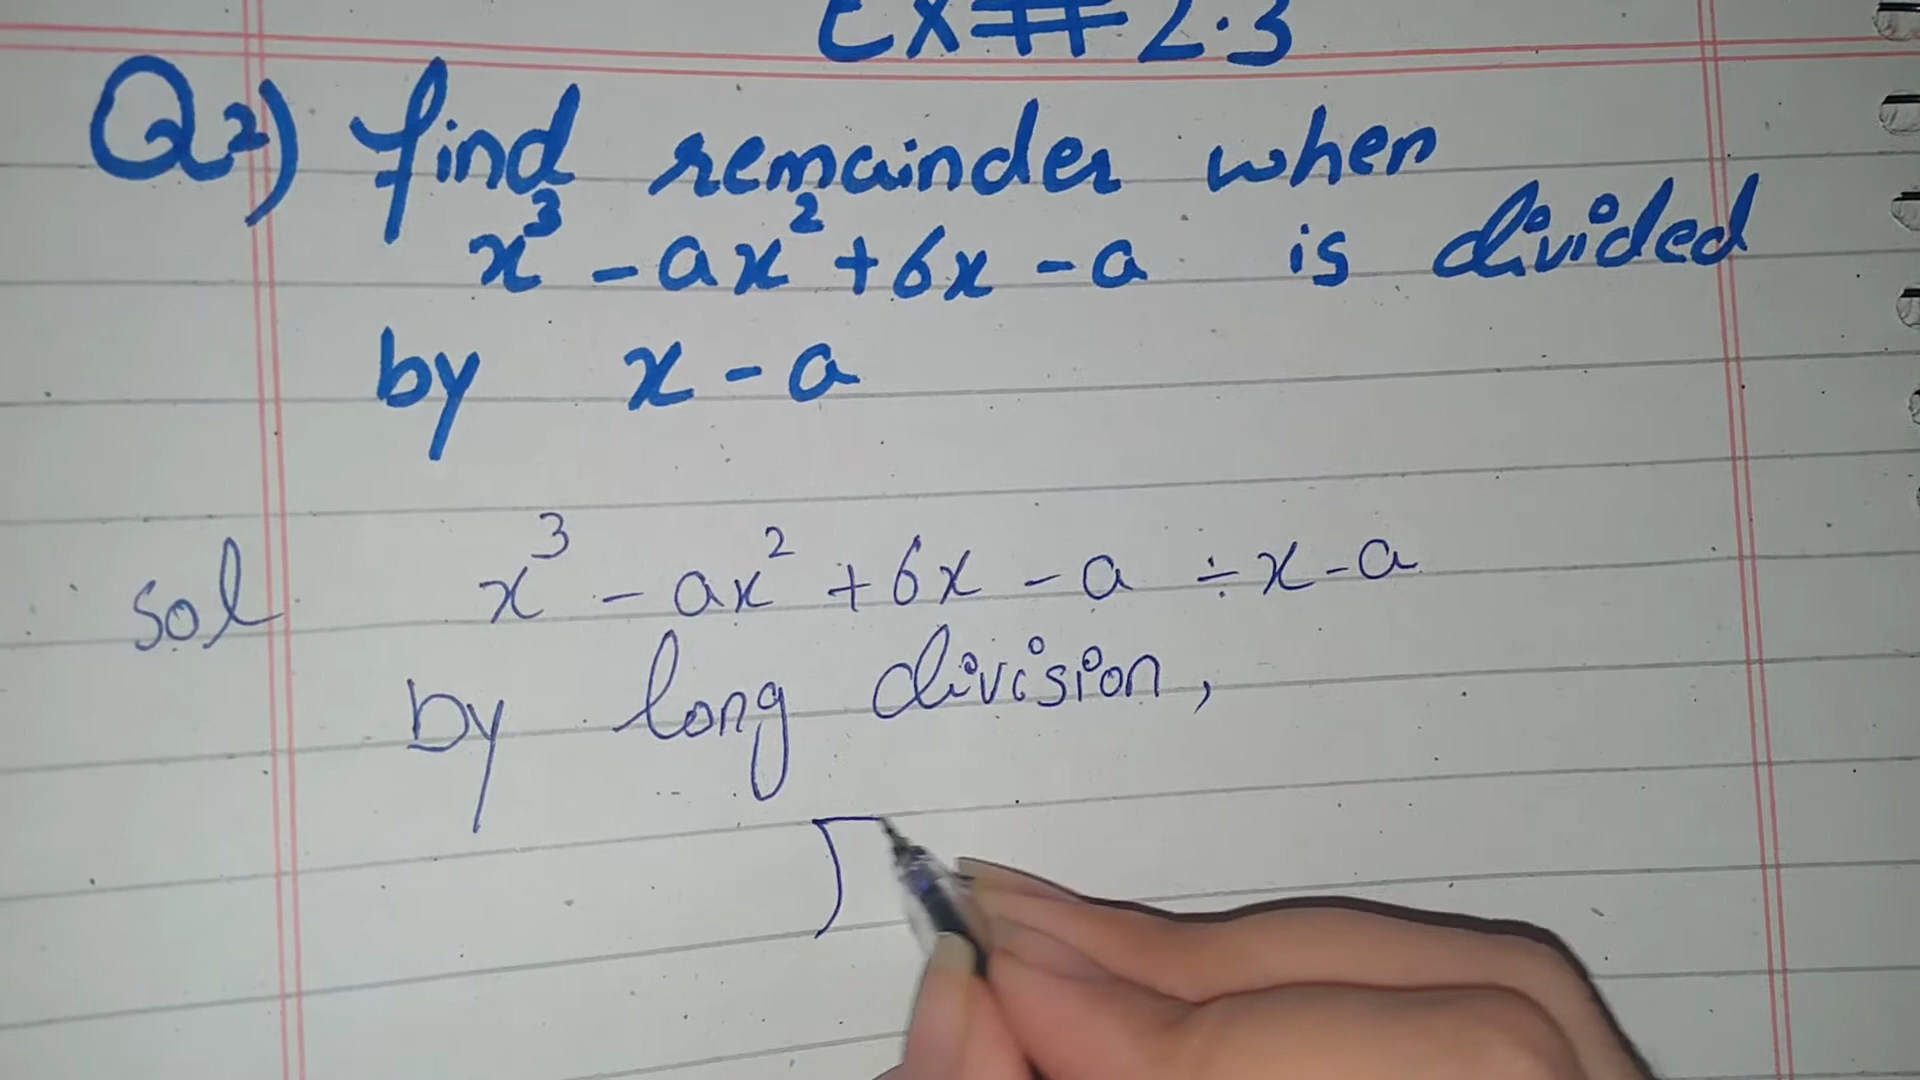 Ex # 2.3
Q2) find remainder when
x³ - ax² + 6x - a is divided
by x - a
Sol x³ - ax² + 6x - a ÷ x - a
by long division,